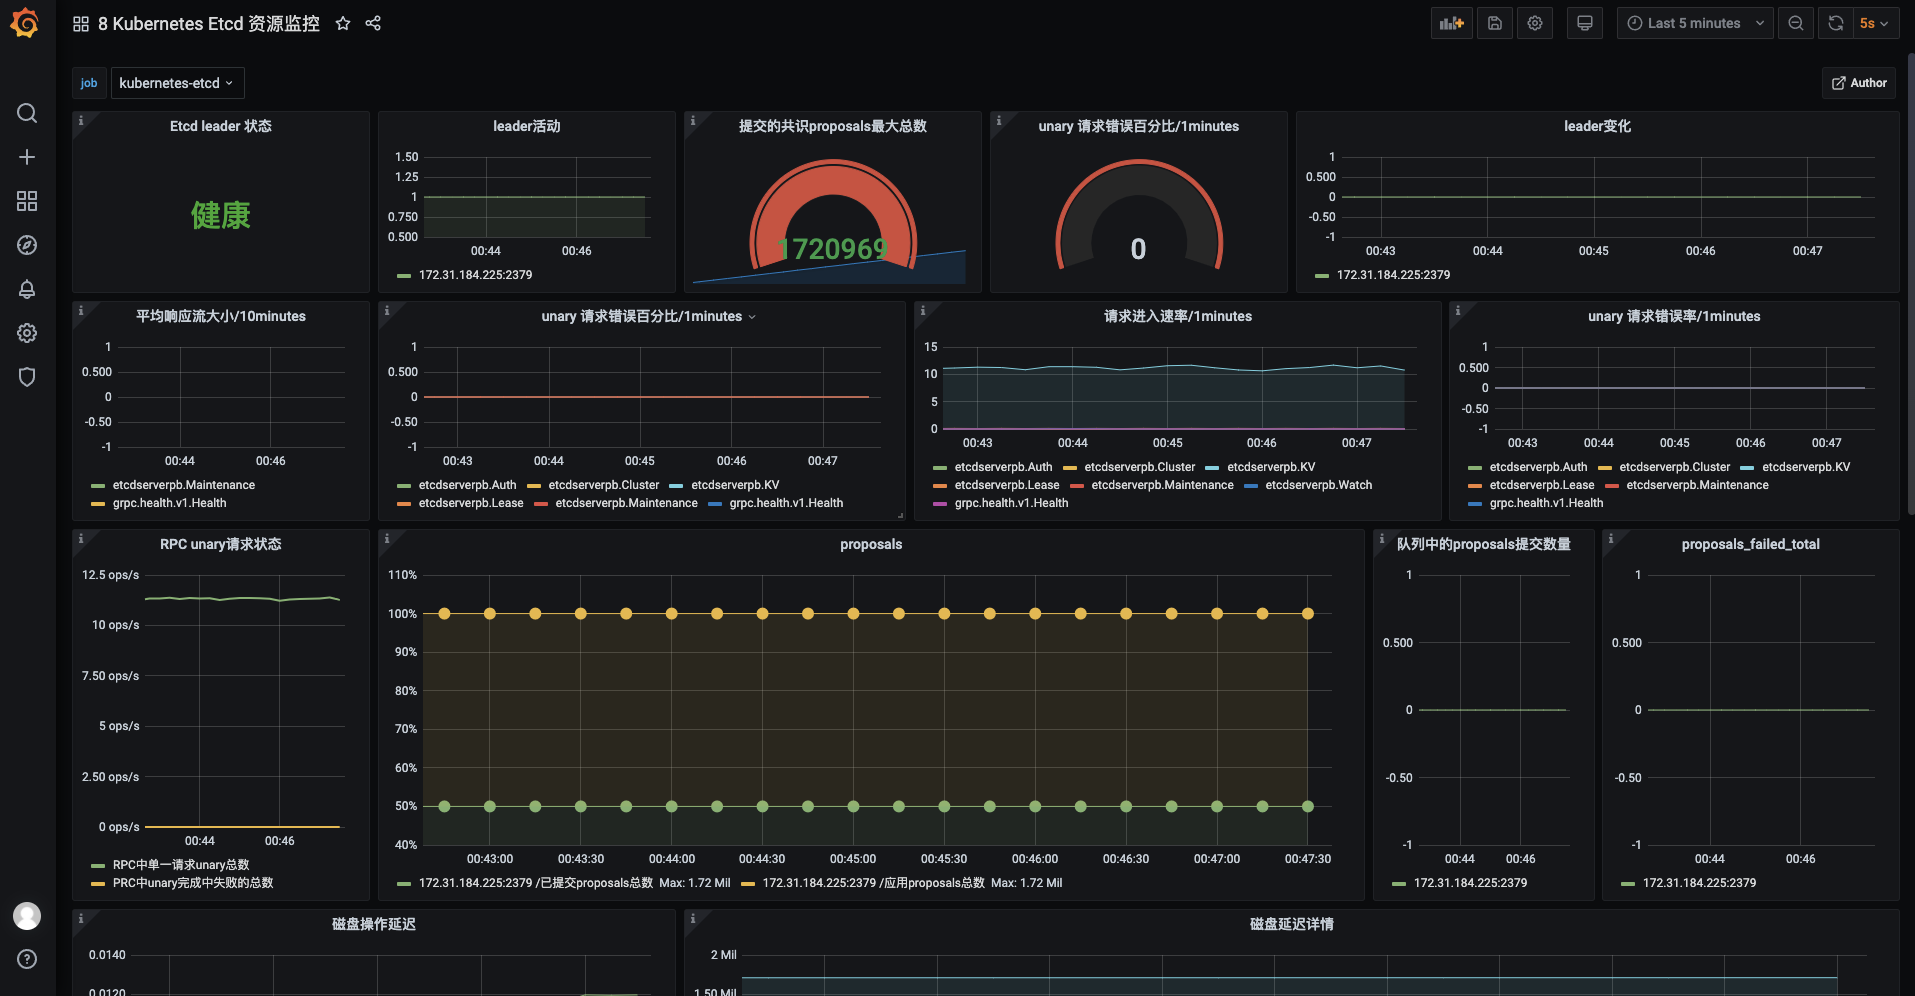 8 Kubernetes Etcd 资源监控
Last 5 minutes
5s
job
kubernetes-etcd
Author
Etcd leader 状态
健康
leader活动
1.50
1.25
1
0.750
0.500
00:44 00:46
172.31.184.225:2379
提交的共识proposals最大总数
1720969
unary 请求错误百分比/1minutes
0
leader变化
1
0.500
0
-0.50
-1
00:43 00:44 00:45 00:46 00:47
172.31.184.225:2379
平均响应流大小/10minutes
1
0.500
0
-0.50
-1
00:44 00:46
etcdserverpb.Maintenance
grpc.health.v1.Health
unary 请求错误百分比/1minutes
1
0.500
0
-0.50
-1
00:43 00:44 00:45 00:46 00:47
etcdserverpb.Auth etcdserverpb.Cluster etcdserverpb.KV
etcdserverpb.Lease etcdserverpb.Maintenance grpc.health.v1.Health
请求进入速率/1minutes
15
10
5
0
00:43 00:44 00:45 00:46 00:47
etcdserverpb.Auth etcdserverpb.Cluster etcdserverpb.KV
etcdserverpb.Lease etcdserverpb.Maintenance etcdserverpb.Watch
grpc.health.v1.Health
unary 请求错误率/1minutes
1
0.500
0
-0.50
-1
00:43 00:44 00:45 00:46 00:47
etcdserverpb.Auth etcdserverpb.Cluster etcdserverpb.KV
etcdserverpb.Lease etcdserverpb.Maintenance
grpc.health.v1.Health
RPC unary请求状态
12.5 ops/s
10 ops/s
7.50 ops/s
5 ops/s
2.50 ops/s
0 ops/s
00:44 00:46
RPC中单一请求unary总数
PRC中unary完成中失败的总数
proposals
110%
100%
90%
80%
70%
60%
50%
40%
00:43:00 00:43:30 00:44:00 00:44:30 00:45:00 00:45:30 00:46:00 00:46:30 00:47:00 00:47:30
172.31.184.225:2379 /已提交proposals总数 Max: 1.72 Mil 172.31.184.225:2379 /应用proposals总数 Max: 1.72 Mil
队列中的proposals提交数量
1
0.500
0
-0.50
-1
00:44 00:46
172.31.184.225:2379
proposals_failed_total
1
0.500
0
-0.50
-1
00:44 00:46
172.31.184.225:2379
磁盘操作延迟
0.0140
0.0120
磁盘延迟详情
2 Mil
1.50 Mil